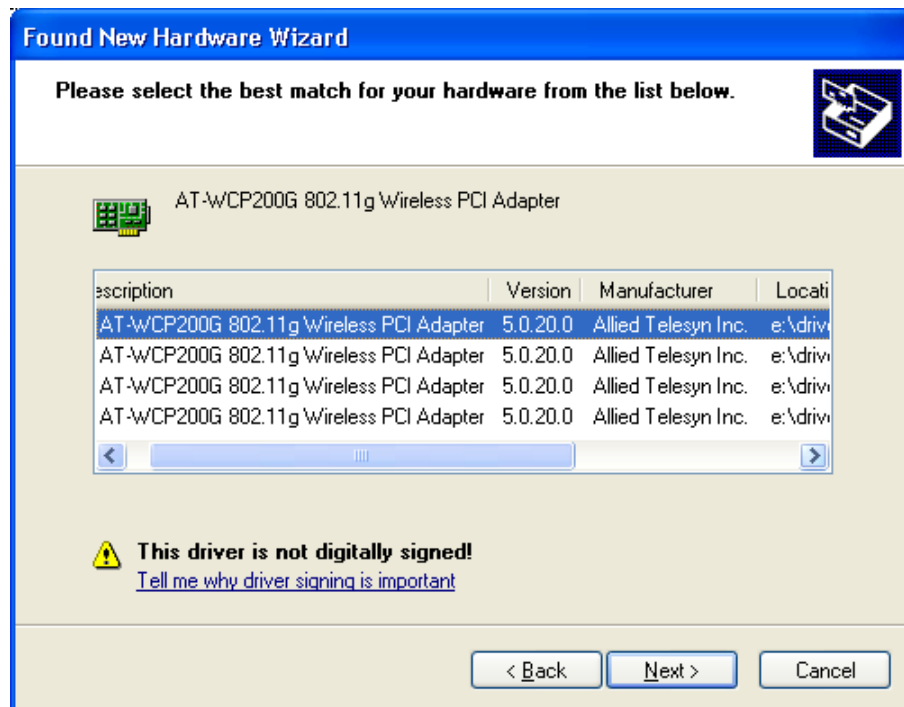 Found New Hardware Wizard
Please select the best match for your hardware from the list below.
AT-WCP200G 802.11g Wireless PCI Adapter
escription Version Manufacturer Locati
AT-WCP200G 802.11g Wireless PCI Adapter 5.0.20.0 Allied Telesyn Inc. e:\drive
AT-WCP200G 802.11g Wireless PCI Adapter 5.0.20.0 Allied Telesyn Inc. e:\driv
AT-WCP200G 802.11g Wireless PCI Adapter 5.0.20.0 Allied Telesyn Inc. e:\driv
AT-WCP200G 802.11g Wireless PCI Adapter 5.0.20.0 Allied Telesyn Inc. e:\driv
This driver is not digitally signed!
Tell me why driver signing is important
< Back Next > Cancel